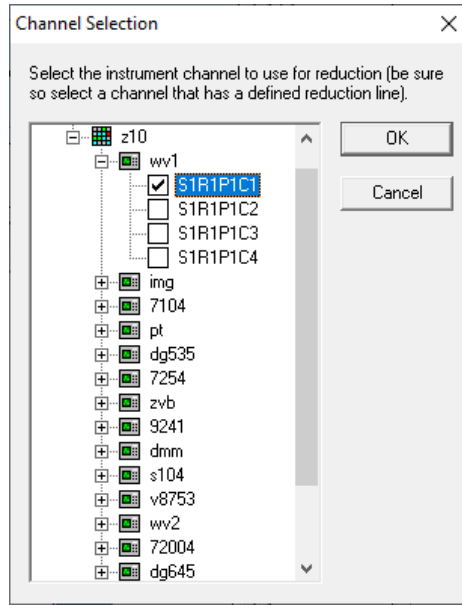 Channel Selection
Select the instrument channel to use for reduction (be sure
so select a channel that has a defined reduction line).
z10
OK
wv1
S1R1P1C1
Cancel
S1R1P1C2
S1R1P1C3
S1R1P1C4
img
7104
pt
dg535
7254
zvb
9241
dmm
s104
v8753
wv2
72004
dg645